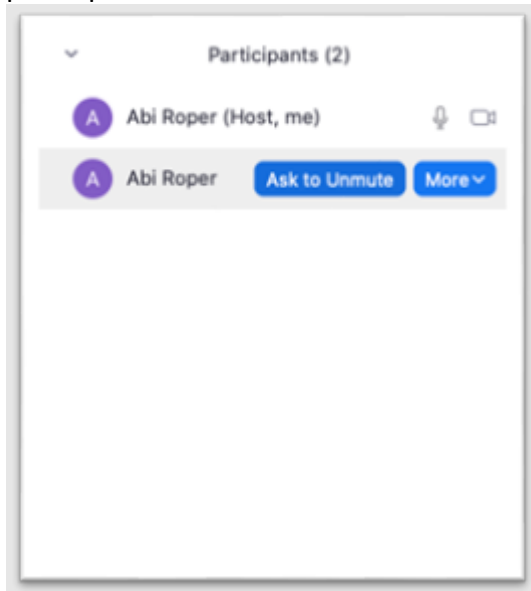 Participants (2)
A Abi Roper (Host, me)
A Abi Roper Ask to Unmute More